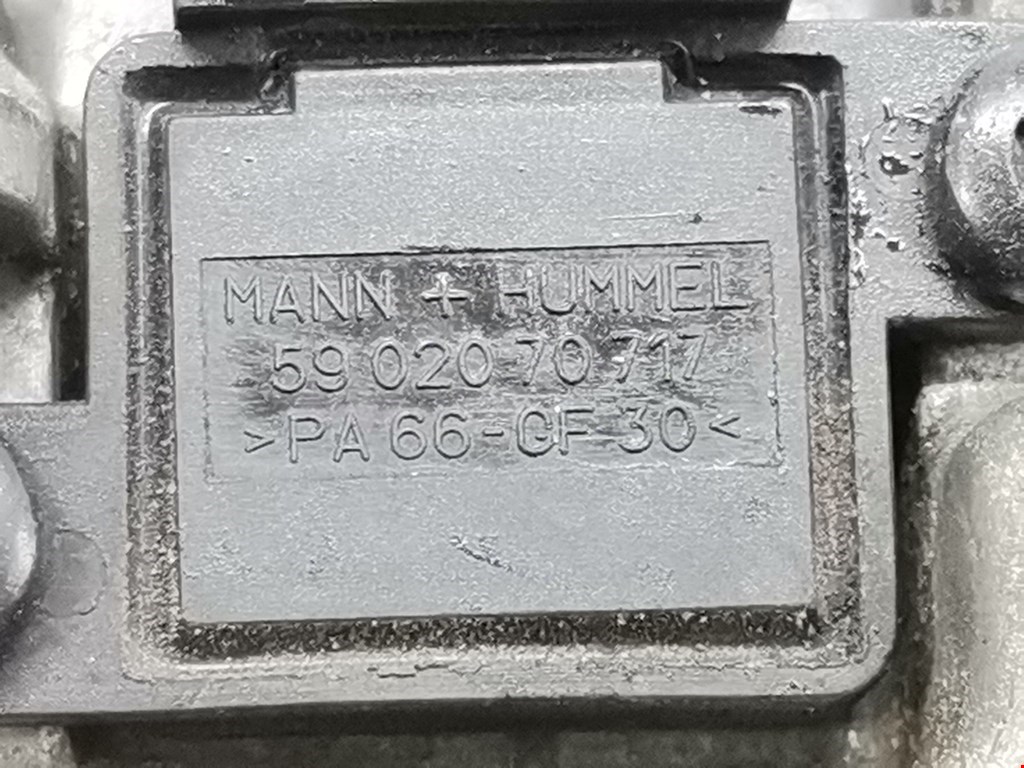 MANN + HUMMEL
59 020 70 717
>PA 66-GF 30<